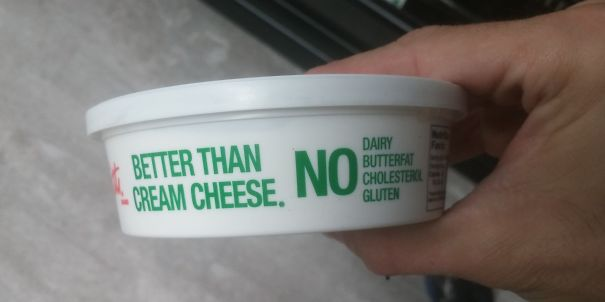 BETTER THAN
CREAM CHEESE.
NO
DAIRY
BUTTERFAT
CHOLESTEROL
GLUTEN